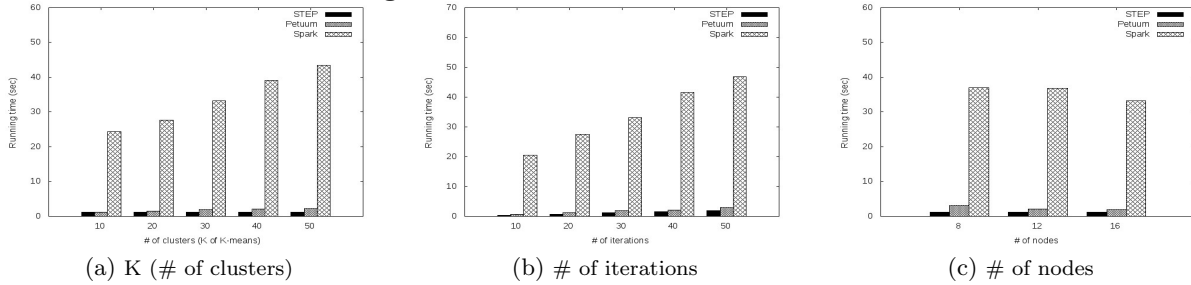 STEP
Petuum
Spark
60
50
40
30
20
10
0
Running time (sec)
10 20 30 40 50
# of clusters (K of K-means)
(a) K (# of clusters)
STEP
Petuum
Spark
70
60
50
40
30
20
10
0
Running time (sec)
10 20 30 40 50
# of iterations
(b) # of iterations
STEP
Petuum
Spark
60
50
40
30
20
10
0
Running time (sec)
8 12 16
# of nodes
(c) # of nodes